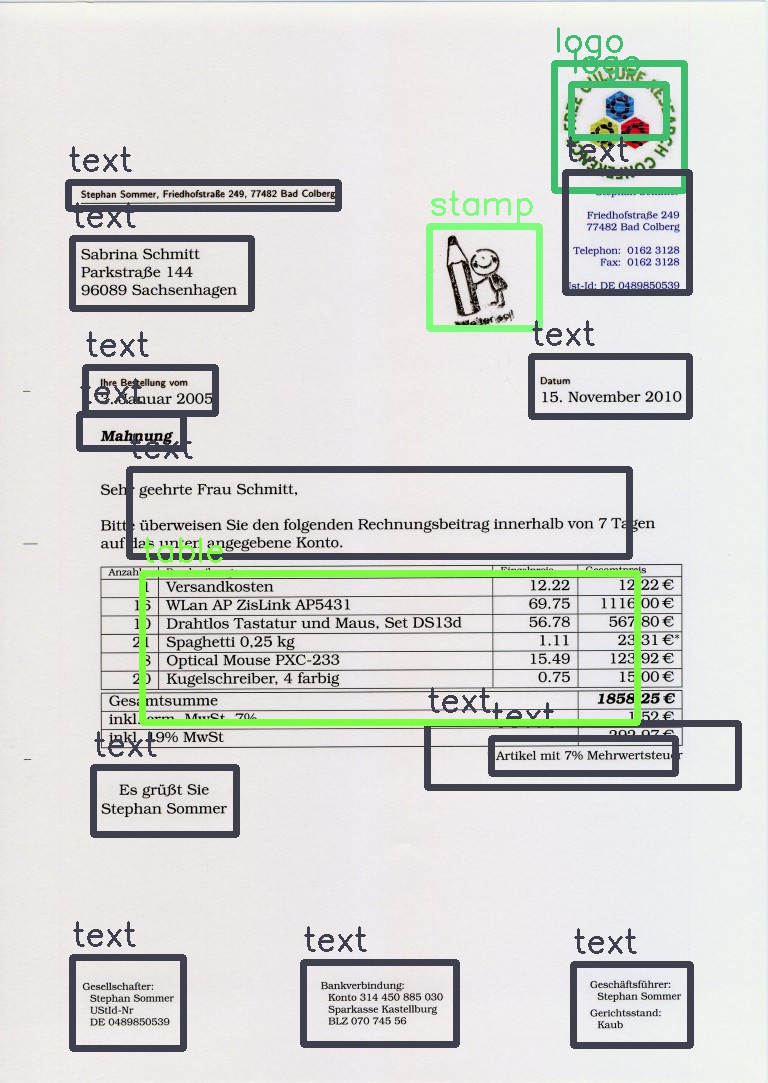 logo
logo
FREE CULTURE RESEARCH CONFERENCE
text
text
Stephan Sommer, Friedhofstraße 249, 77482 Bad Colberg
Stephan Sommer
Friedhofstraße 249
77482 Bad Colberg
Telephon: 0162 3128
Fax: 0162 3128
DE 0489850539
text
Sabrina Schmitt
Parkstraße 144
96089 Sachsenhagen
stamp
Weiter so!
text
Ihre Bestellung vom
Januar 2005
text
Datum
15. November 2010
text
Mahnung
text
Sehr geehrte Frau Schmitt,
Bitte überweisen Sie den folgenden Rechnungsbeitrag innerhalb von 7 Tagen
auf das unten angegebene Konto.
table
Anzahl Einzelpreis Gesamtpreis
1 Versandkosten 12.22 12.22 €
16 WLan AP ZisLink AP5431 69.75 1116.00 €
10 Drahtlos Tastatur und Maus, Set DS13d 56.78 567.80 €
21 Spaghetti 0,25 kg 1.11 23.31 €*
8 Optical Mouse PXC-233 15.49 123.92 €
20 Kugelschreiber, 4 farbig 0.75 15.00 €
Gesamtsumme 1858.25 €
inkl. erm. MwSt. 7% 1.52 €
inkl. 19% MwSt
text
text
Artikel mit 7% Mehrwertsteuer
text
Es grüßt Sie
Stephan Sommer
text
Gesellschafter:
Stephan Sommer
UStId-Nr
DE 0489850539
text
Bankverbindung:
Konto 314 450 885 030
Sparkasse Kastellburg
BLZ 070 745 56
text
Geschäftsführer:
Stephan Sommer
Gerichtsstand:
Kaub